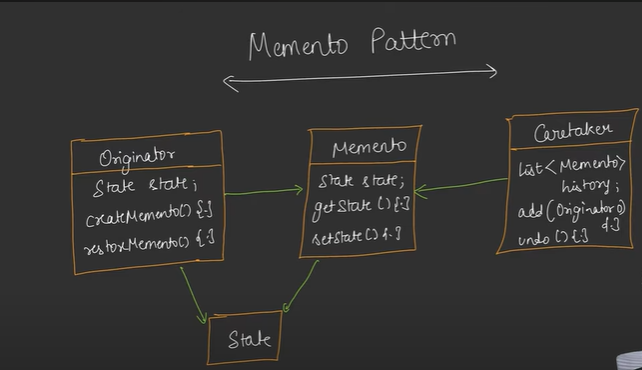 Memento Pattern
Originator
State state;
createMemento() {:}
restoreMemento() {:}
Memento
State state;
getState () {:}
setState () {:}
Caretaker
List<Memento>
history;
add(Originator o)
{:}
undo () {:}
State